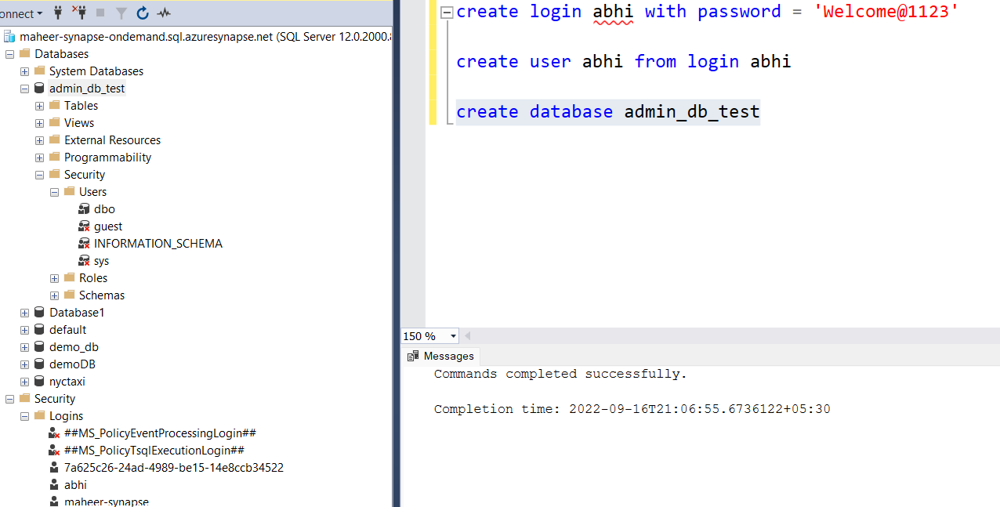 onnect
maheer-synapse-ondemand.sql.azuresynapse.net (SQL Server 12.0.2000.8
Databases
System Databases
admin_db_test
Tables
Views
External Resources
Programmability
Security
Users
dbo
guest
INFORMATION_SCHEMA
sys
Roles
Schemas
Database1
default
demo_db
demoDB
nyctaxi
Security
Logins
##MS_PolicyEventProcessingLogin##
##MS_PolicyTsqlExecutionLogin##
7a625c26-24ad-4989-be15-14e8ccb34522
abhi
maheer-synapse
create login abhi with password = 'Welcome@1123'
create user abhi from login abhi
create database admin_db_test
150 %
Messages
Commands completed successfully.
Completion time: 2022-09-16T21:06:55.6736122+05:30